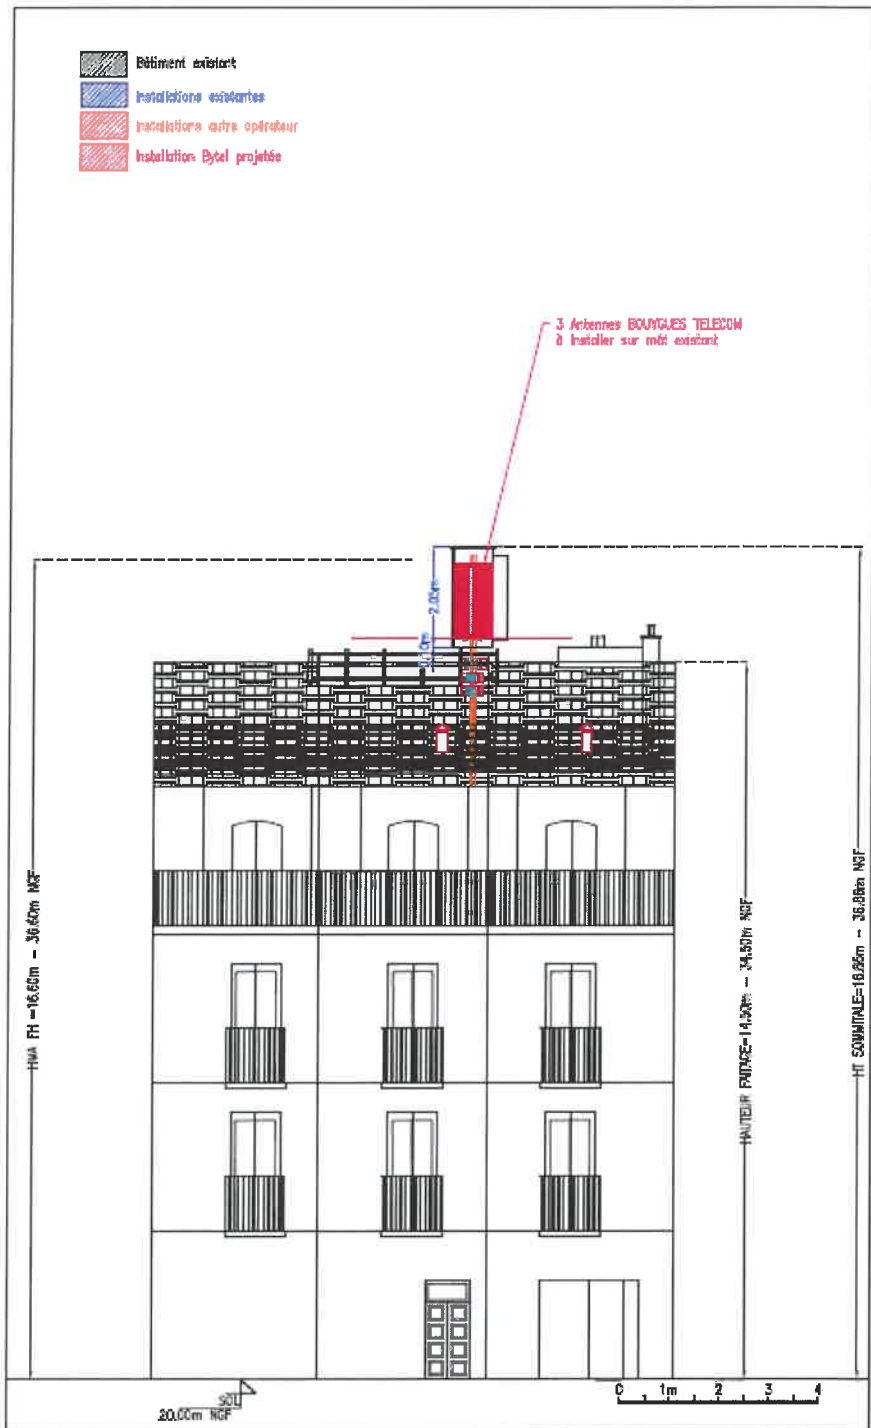 Bâtiment existant
Installations existantes
Installations autre opérateur
Installation Bytel projetée
3 Antennes BOUYGUES TELECOM
à installer sur mât existant
2.00m
HMA FH =16.60m - 36.60m NGF
HAUTEUR FAITAGE=14.50m - 34.50m NGF
HT SOMMITALE=16.86m - 36.86m NGF
SOL
20.00m NGF
0 1m 2 3 4